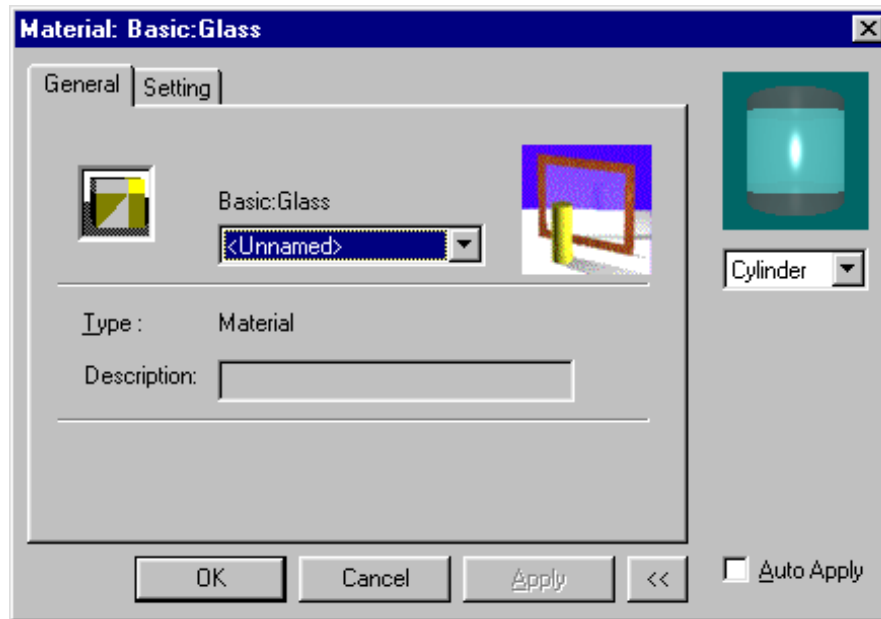 Material: Basic:Glass
General
Setting
Basic:Glass
<Unnamed>
Cylinder
Type : Material
Description:
OK Cancel Apply <<
Auto Apply